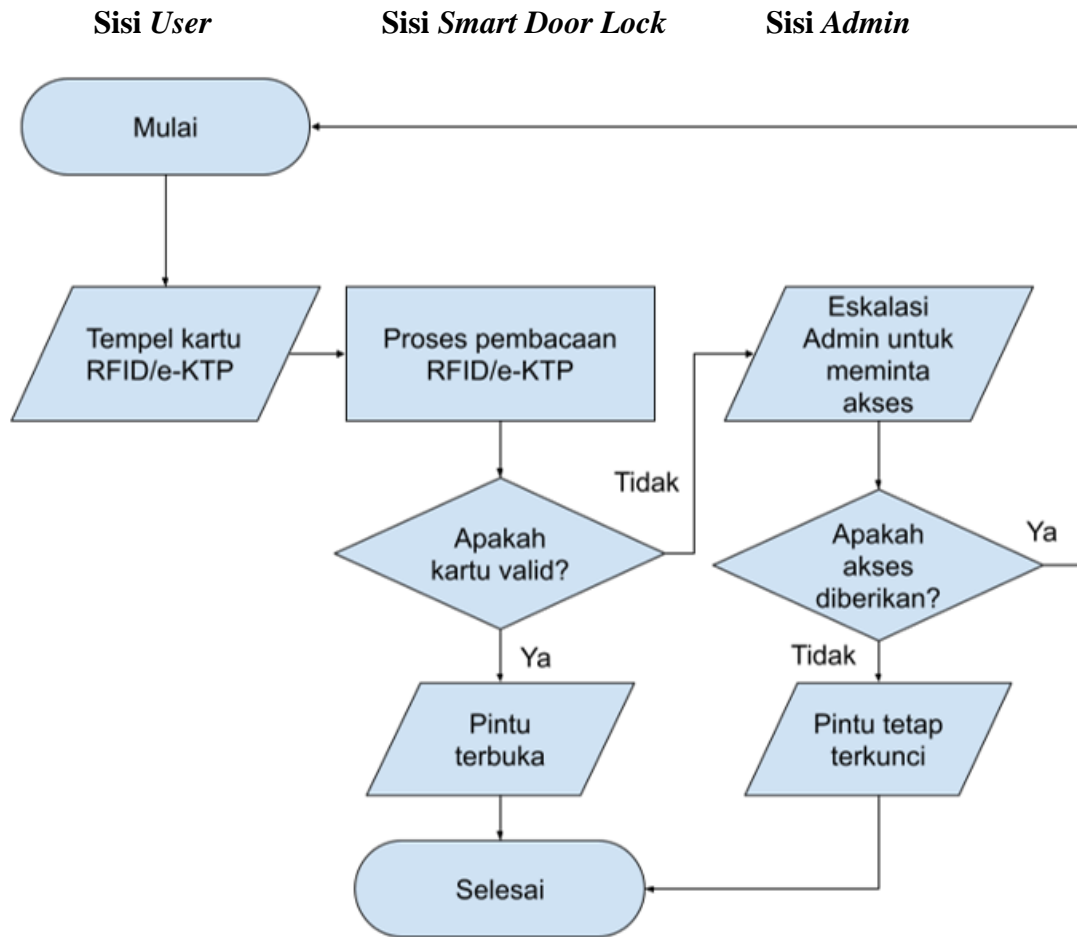 Sisi User
Sisi Smart Door Lock
Sisi Admin
Mulai
Tempel kartu
RFID/e-KTP
Proses pembacaan
RFID/e-KTP
Eskalasi
Admin untuk
meminta
akses
Tidak
Apakah
kartu valid?
Apakah
akses
diberikan?
Ya
Ya
Tidak
Pintu
terbuka
Pintu tetap
terkunci
Selesai